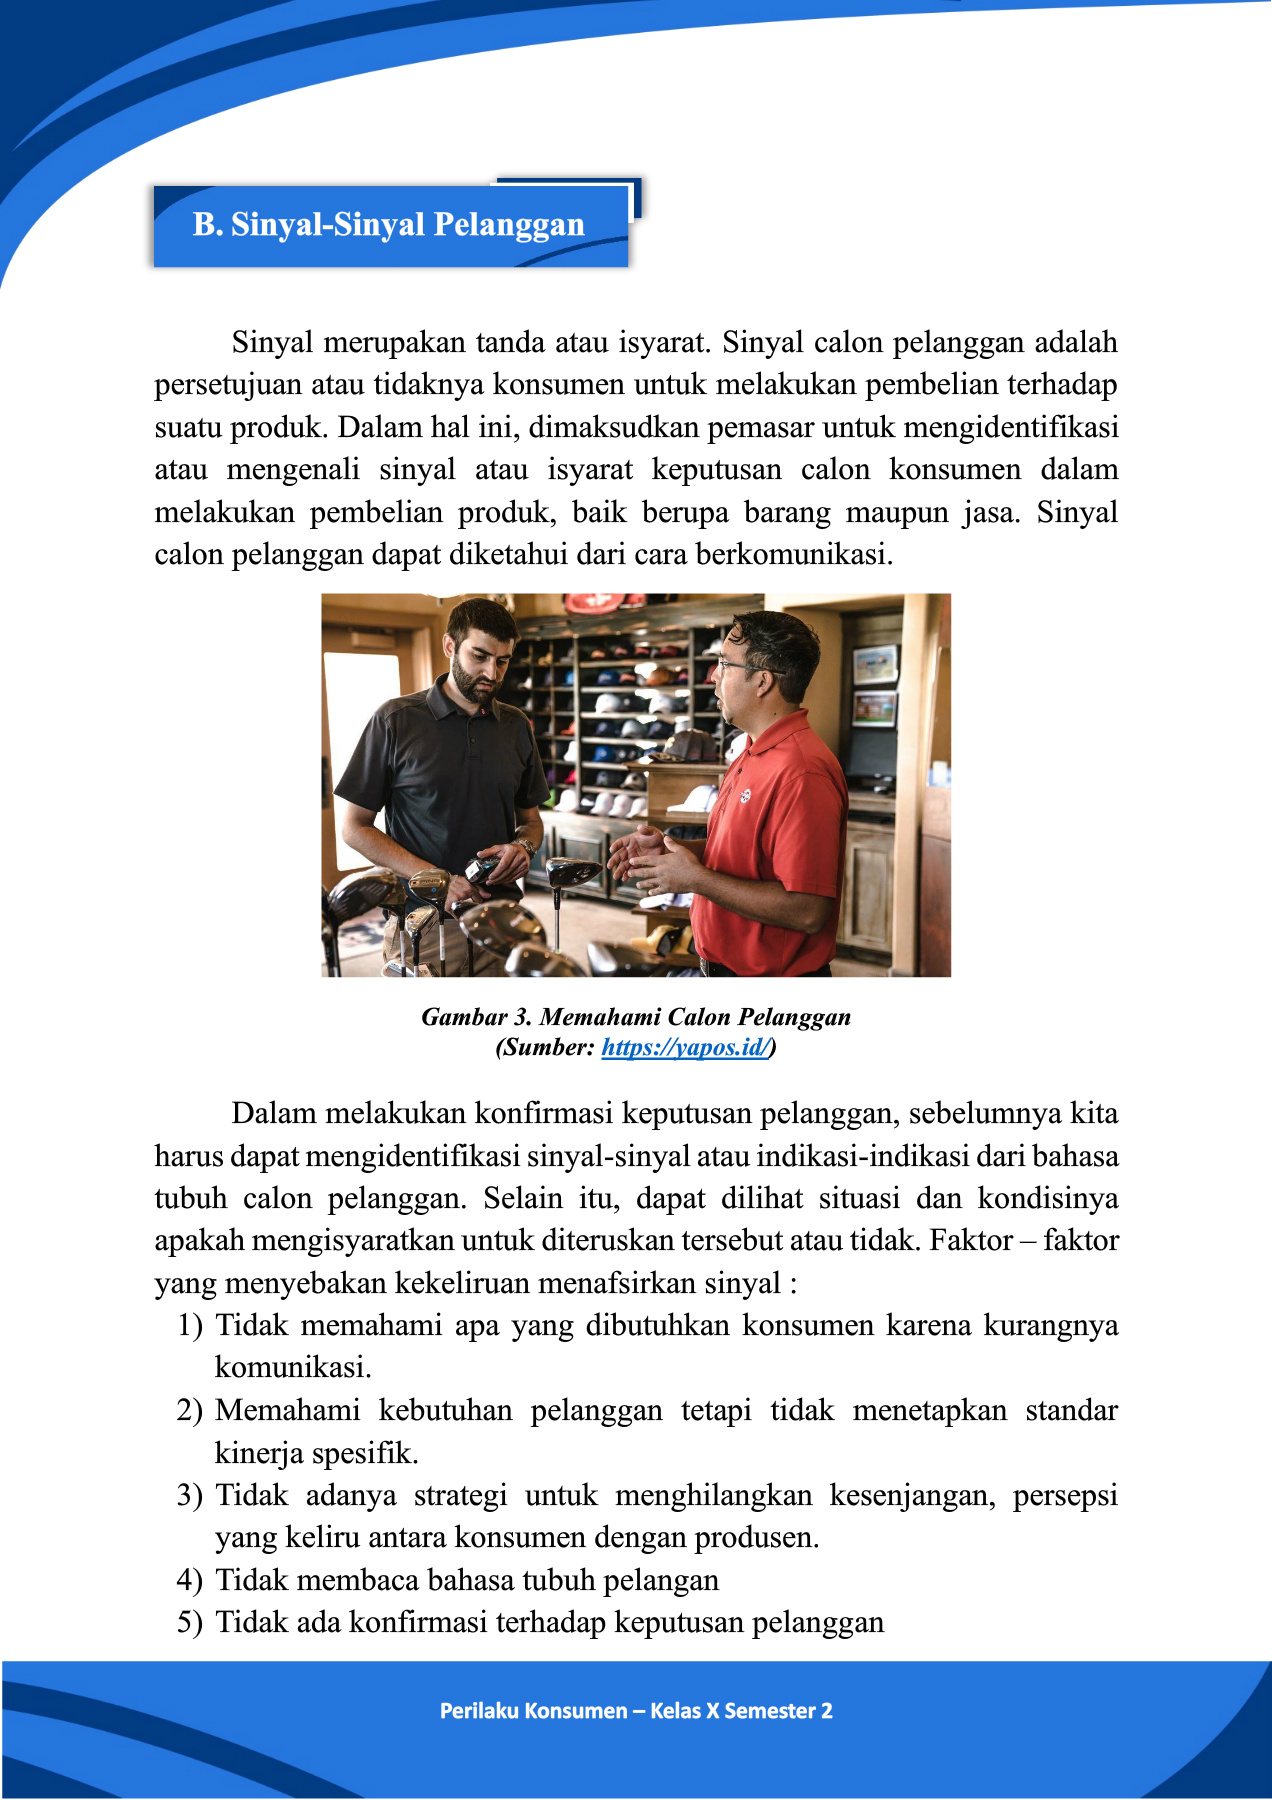 B. Sinyal-Sinyal Pelanggan
Sinyal merupakan tanda atau isyarat. Sinyal calon pelanggan adalah
persetujuan atau tidaknya konsumen untuk melakukan pembelian terhadap
suatu produk. Dalam hal ini, dimaksudkan pemasar untuk mengidentifikasi
atau mengenali sinyal atau isyarat keputusan calon konsumen dalam
melakukan pembelian produk, baik berupa barang maupun jasa. Sinyal
calon pelanggan dapat diketahui dari cara berkomunikasi.
Gambar 3. Memahami Calon Pelanggan
(Sumber: https://yapos.id/)
Dalam melakukan konfirmasi keputusan pelanggan, sebelumnya kita
harus dapat mengidentifikasi sinyal-sinyal atau indikasi-indikasi dari bahasa
tubuh calon pelanggan. Selain itu, dapat dilihat situasi dan kondisinya
apakah mengisyaratkan untuk diteruskan tersebut atau tidak. Faktor – faktor
yang menyebakan kekeliruan menafsirkan sinyal :
1) Tidak memahami apa yang dibutuhkan konsumen karena kurangnya
komunikasi.
2) Memahami kebutuhan pelanggan tetapi tidak menetapkan standar
kinerja spesifik.
3) Tidak adanya strategi untuk menghilangkan kesenjangan, persepsi
yang keliru antara konsumen dengan produsen.
4) Tidak membaca bahasa tubuh pelangan
5) Tidak ada konfirmasi terhadap keputusan pelanggan
Perilaku Konsumen – Kelas X Semester 2